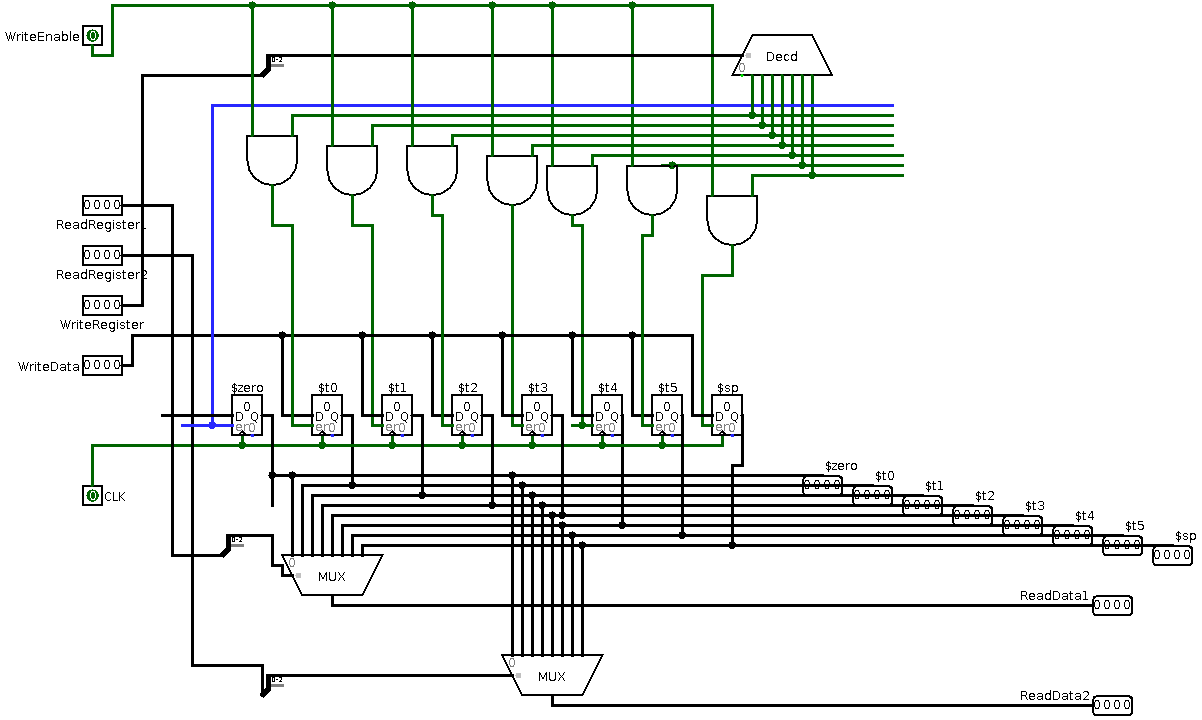 WriteEnable
0
0-2
Decd
0
0000
ReadRegister1
0000
ReadRegister2
0000
WriteRegister
WriteData
0000
$zero
$t0
$t1
$t2
$t3
$t4
$t5
$sp
0
0
0
0
0
0
0
0
D Q
D Q
D Q
D Q
D Q
D Q
D Q
D Q
er0
er0
er0
er0
er0
er0
er0
er0
0
CLK
$zero
0000
$t0
0000
$t1
0000
$t2
0000
$t3
0000
$t4
0000
$t5
0000
$sp
0000
0-2
0
MUX
ReadData1
0000
0-2
0
MUX
ReadData2
0000